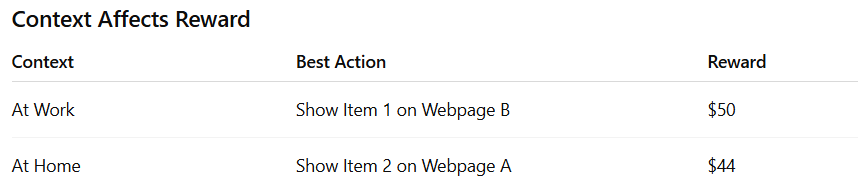 Context Affects Reward
Context Best Action Reward
At Work Show Item 1 on Webpage B $50
At Home Show Item 2 on Webpage A $44